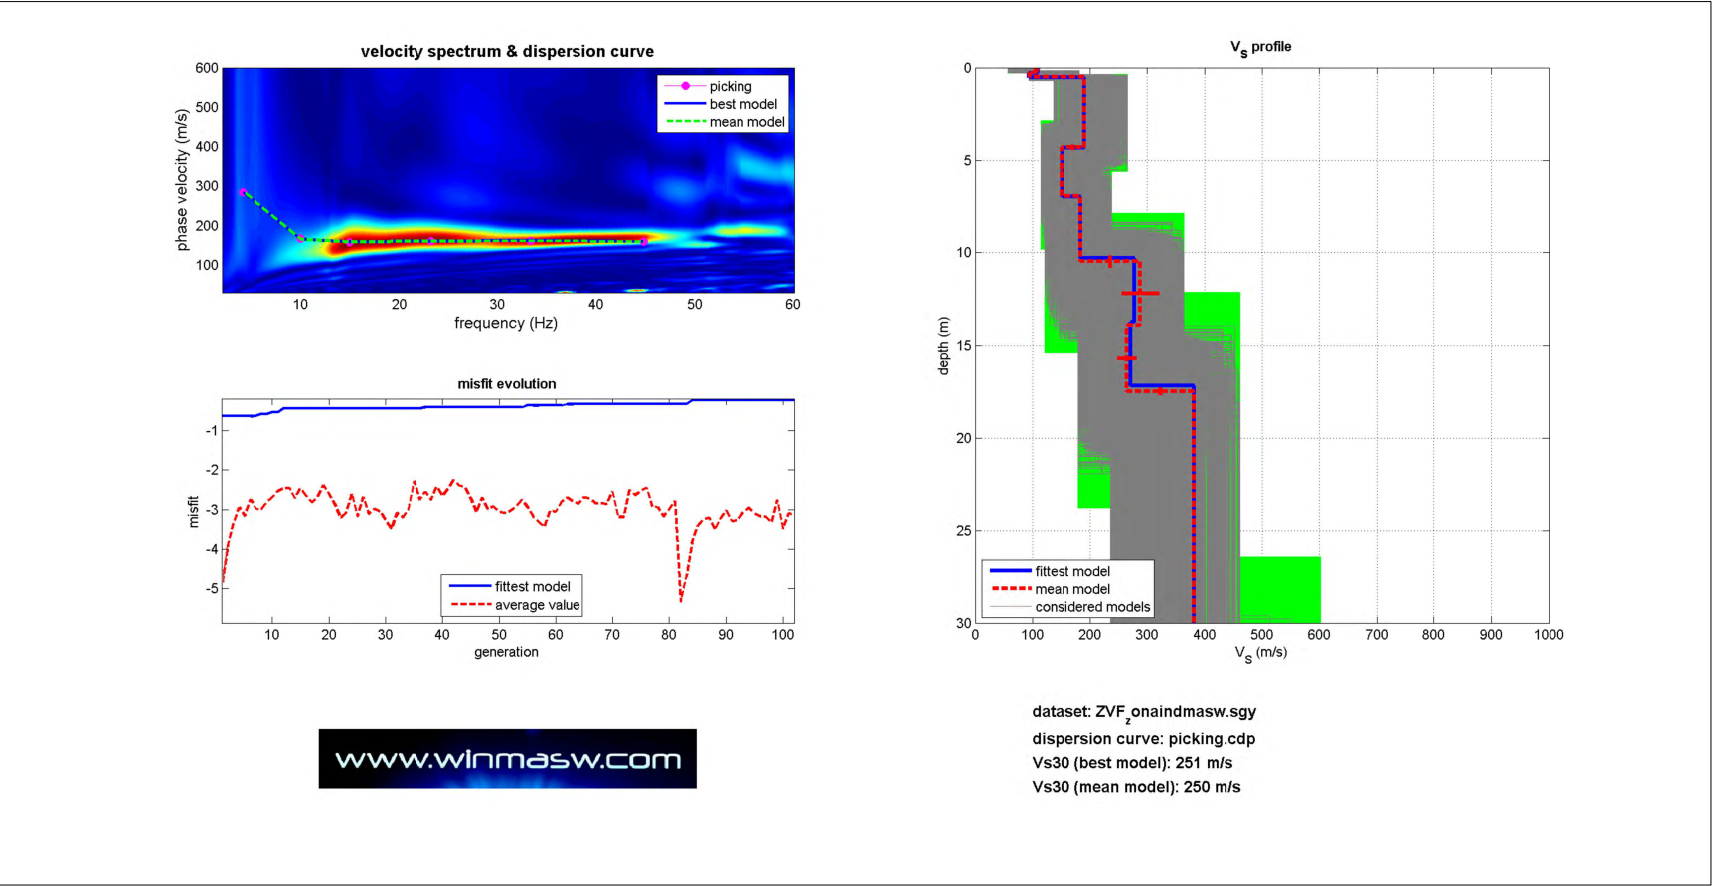 velocity spectrum & dispersion curve
600
500
400
300
200
100
phase velocity (m/s)
picking
best model
mean model
10
20
30
40
50
60
frequency (Hz)
misfit evolution
-1
-2
-3
-4
-5
misfit
fittest model
average value
10
20
30
40
50
60
70
80
90
100
generation
www.winmasw.com
VS profile
0
5
10
15
20
25
30
depth (m)
fittest model
mean model
considered models
0
100
200
300
400
500
600
700
800
900
1000
VS (m/s)
dataset: ZVFzonaindmasw.sgy
dispersion curve: picking.cdp
Vs30 (best model): 251 m/s
Vs30 (mean model): 250 m/s